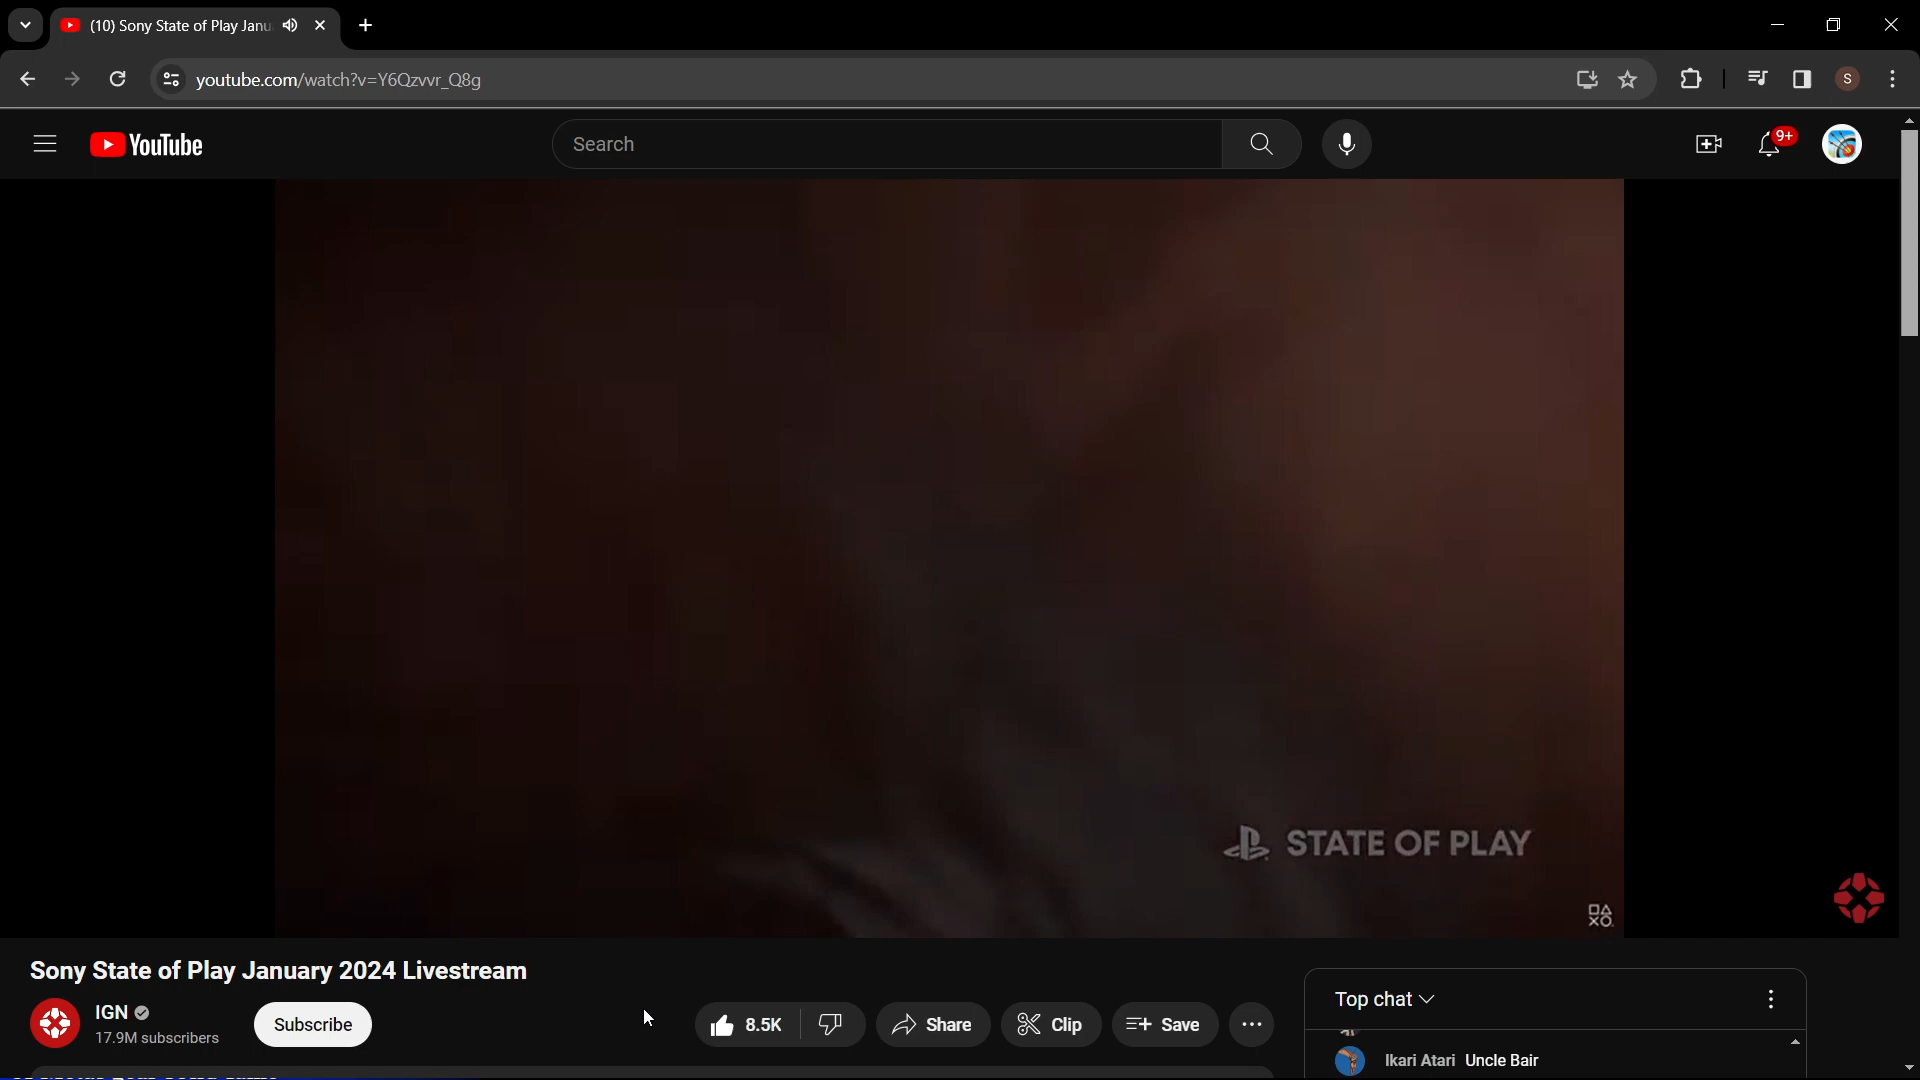 (10) Sony State of Play Janu
youtube.com/watch?v=Y6Qzvvr_Q8g
S
YouTube
Search
9+
STATE OF PLAY
Sony State of Play January 2024 Livestream
IGN
17.9M subscribers
Subscribe
8.5K
Share
Clip
Save
Top chat
Ikari Atari Uncle Bair